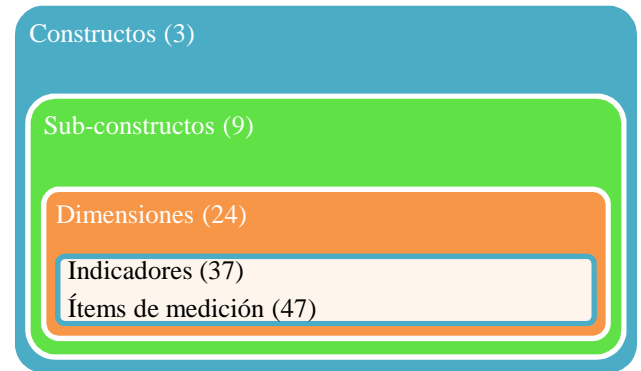 Constructos (3)
Sub-constructos (9)
Dimensiones (24)
Indicadores (37)
Ítems de medición (47)